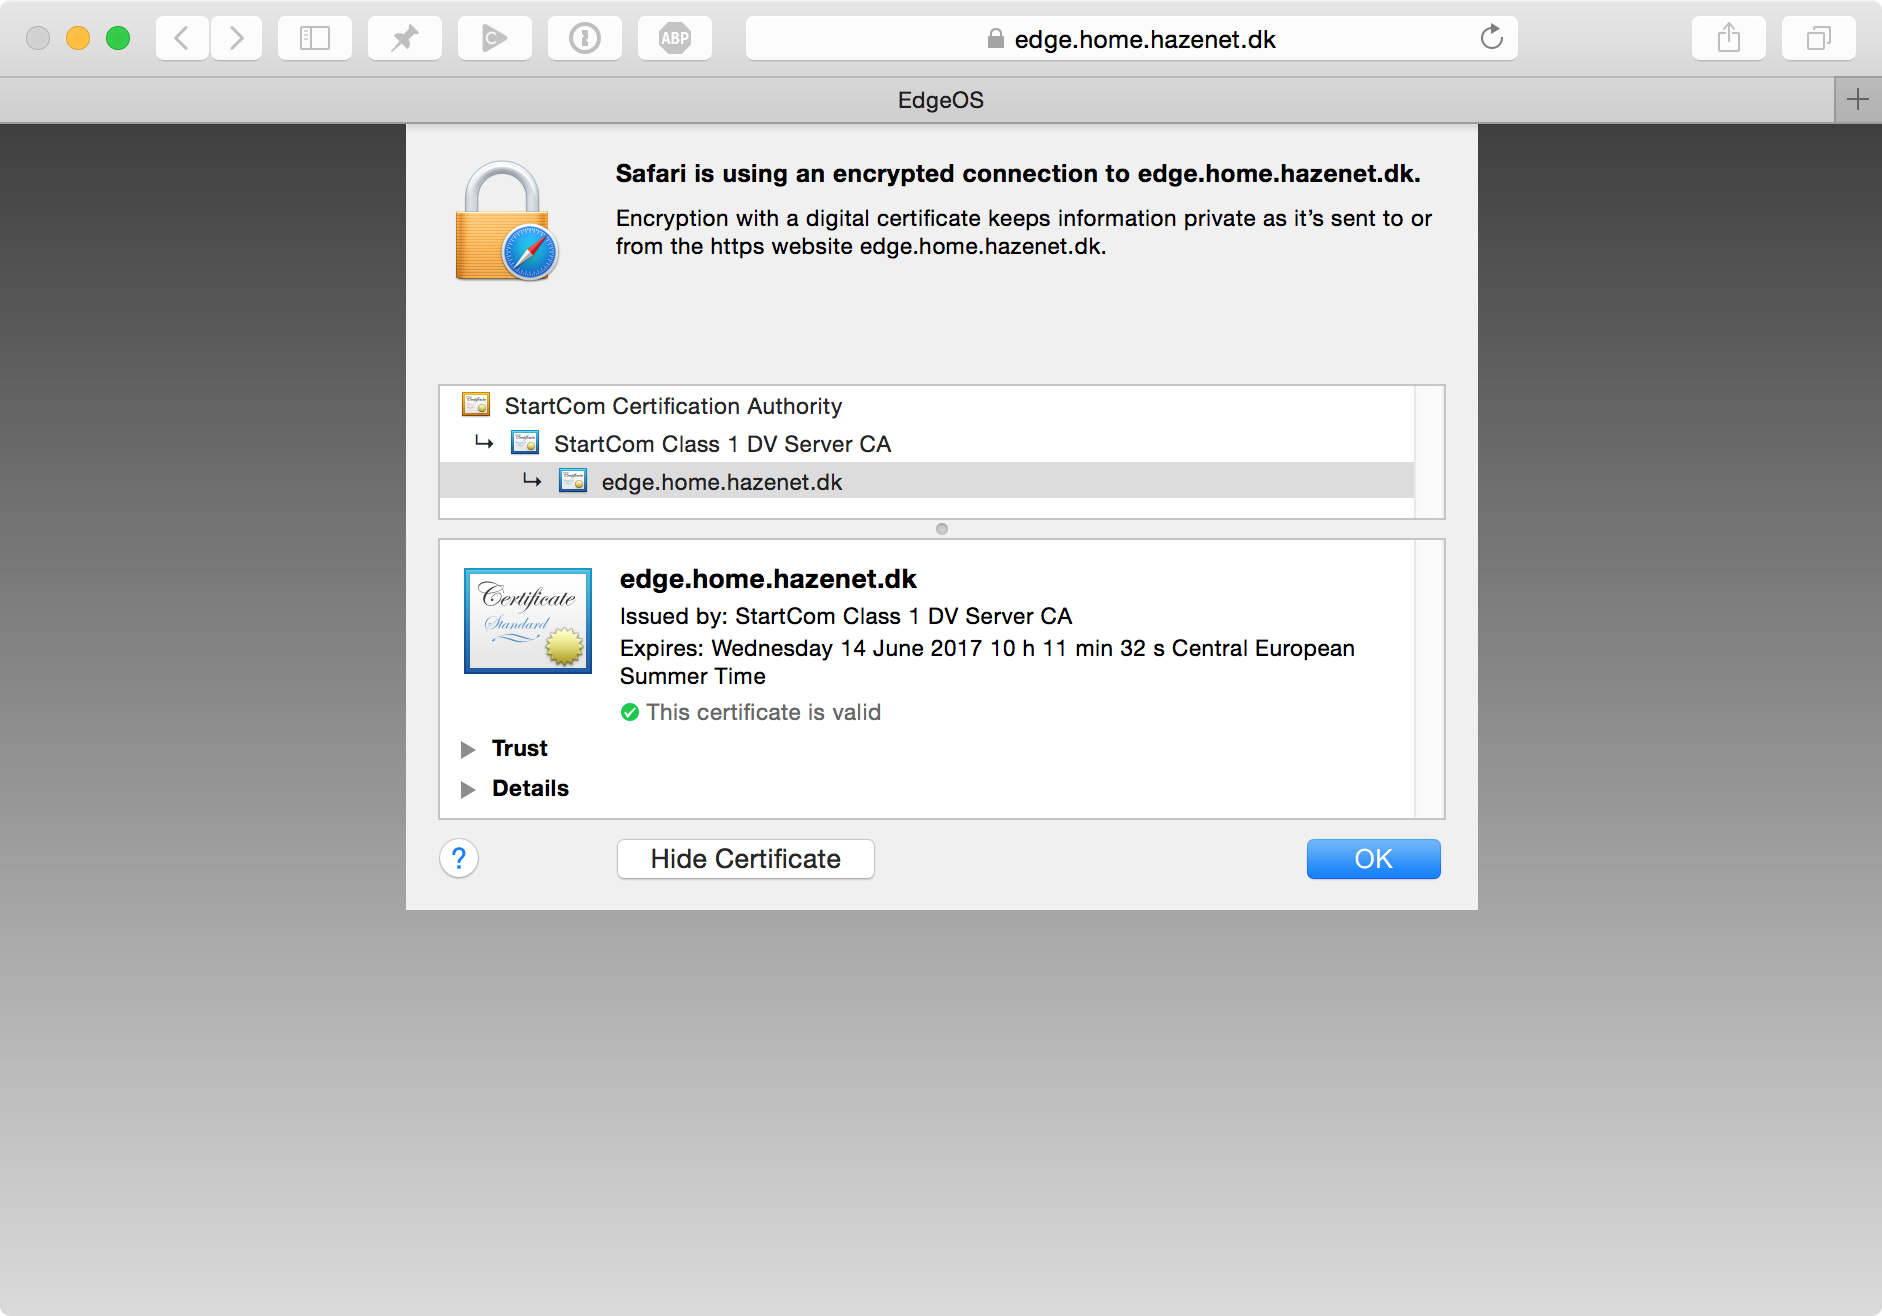 ABP
edge.home.hazenet.dk
EdgeOS
Safari is using an encrypted connection to edge.home.hazenet.dk.
Encryption with a digital certificate keeps information private as it’s sent to or
from the https website edge.home.hazenet.dk.
StartCom Certification Authority
StartCom Class 1 DV Server CA
edge.home.hazenet.dk
Certificate
Standard
edge.home.hazenet.dk
Issued by: StartCom Class 1 DV Server CA
Expires: Wednesday 14 June 2017 10 h 11 min 32 s Central European
Summer Time
This certificate is valid
Trust
Details
?
Hide Certificate
OK